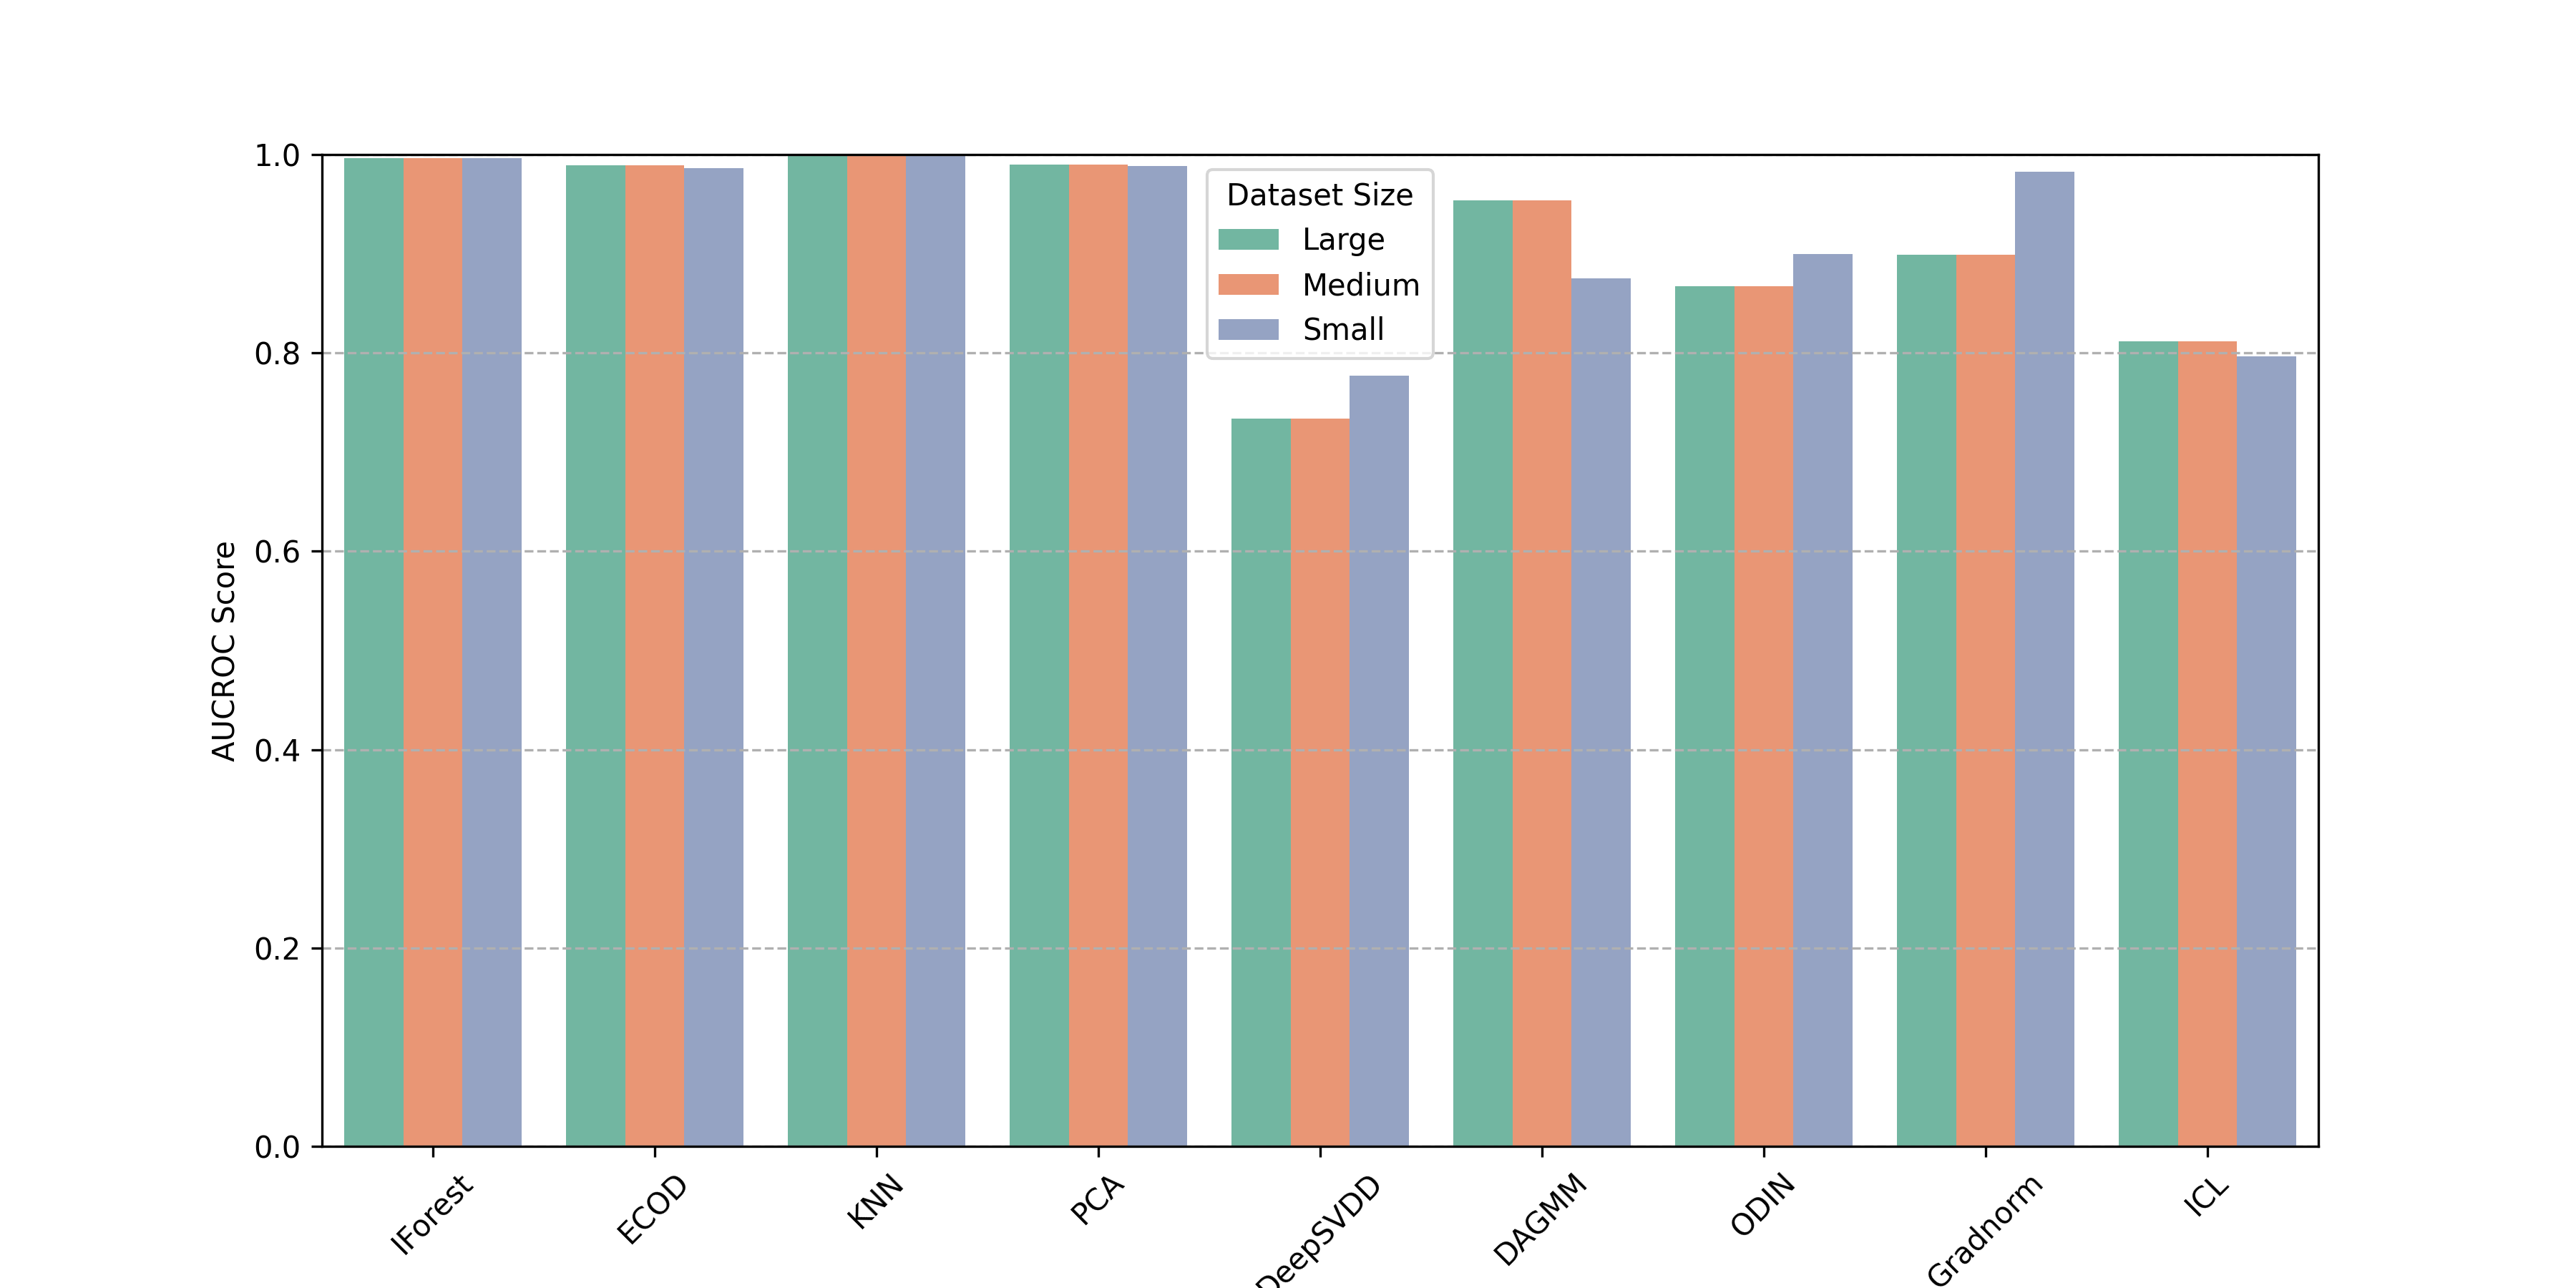 1.0
0.8
0.6
0.4
0.2
0.0
AUCROC Score
Dataset Size
Large
Medium
Small
IForest
ECOD
KNN
PCA
DeepSVDD
DAGMM
ODIN
Gradnorm
ICL